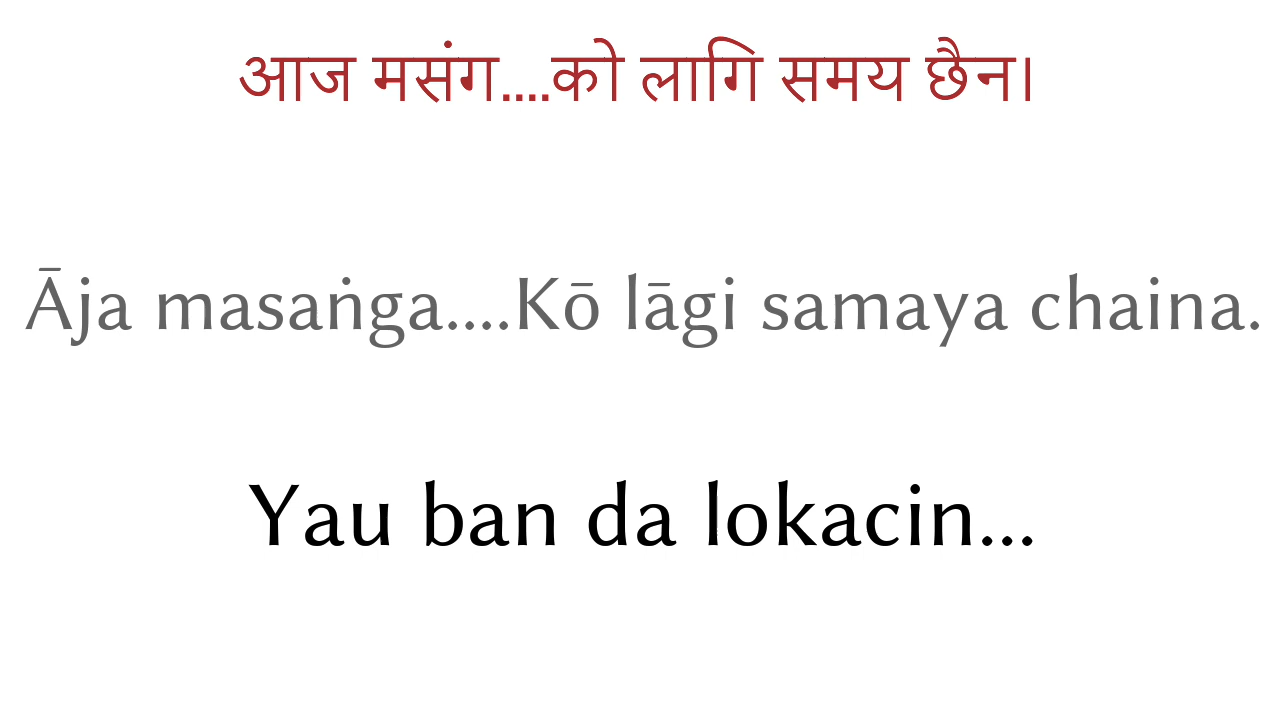 आज मसंग....को लागि समय छैन।
Āja masaṅga....Kō lāgi samaya chaina.
Yau ban da lokacin...